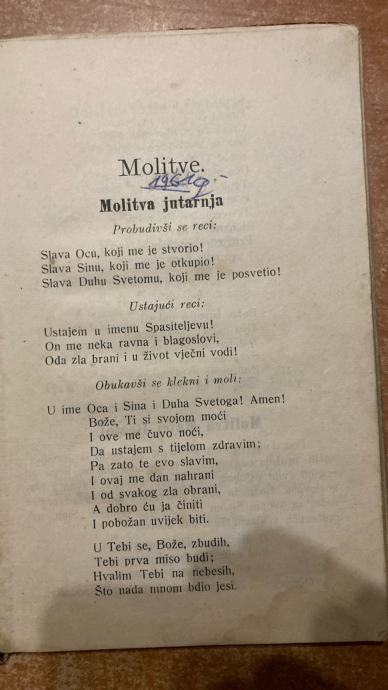 Molitve.
1961g.
Molitva jutarnja
Probudivši se reci:
Slava Ocu, koji me je stvorio!
Slava Sinu, koji me je otkupio!
Slava Duhu Svetomu, koji me je posvetio!
Ustajući reci:
Ustajem u imenu Spasiteljevu!
On me neka ravna i blagoslovi,
Oda zla brani i u život vječni vodi!
Obukavši se klekni i moli:
U ime Oca i Sina i Duha Svetoga! Amen!
Bože, Ti si svojom moći
I ove me čuvo noći,
Da ustajem s tijelom zdravim;
Pa zato te evo slavim,
I ovaj me dan nahrani
I od svakog zla obrani,
A dobro ću ja činiti
I pobožan uvijek biti.
U Tebi se, Bože, zbudih,
Tebi prva miso budi;
Hvalim Tebi na nebesih,
Što nada mnom bdio jesi.